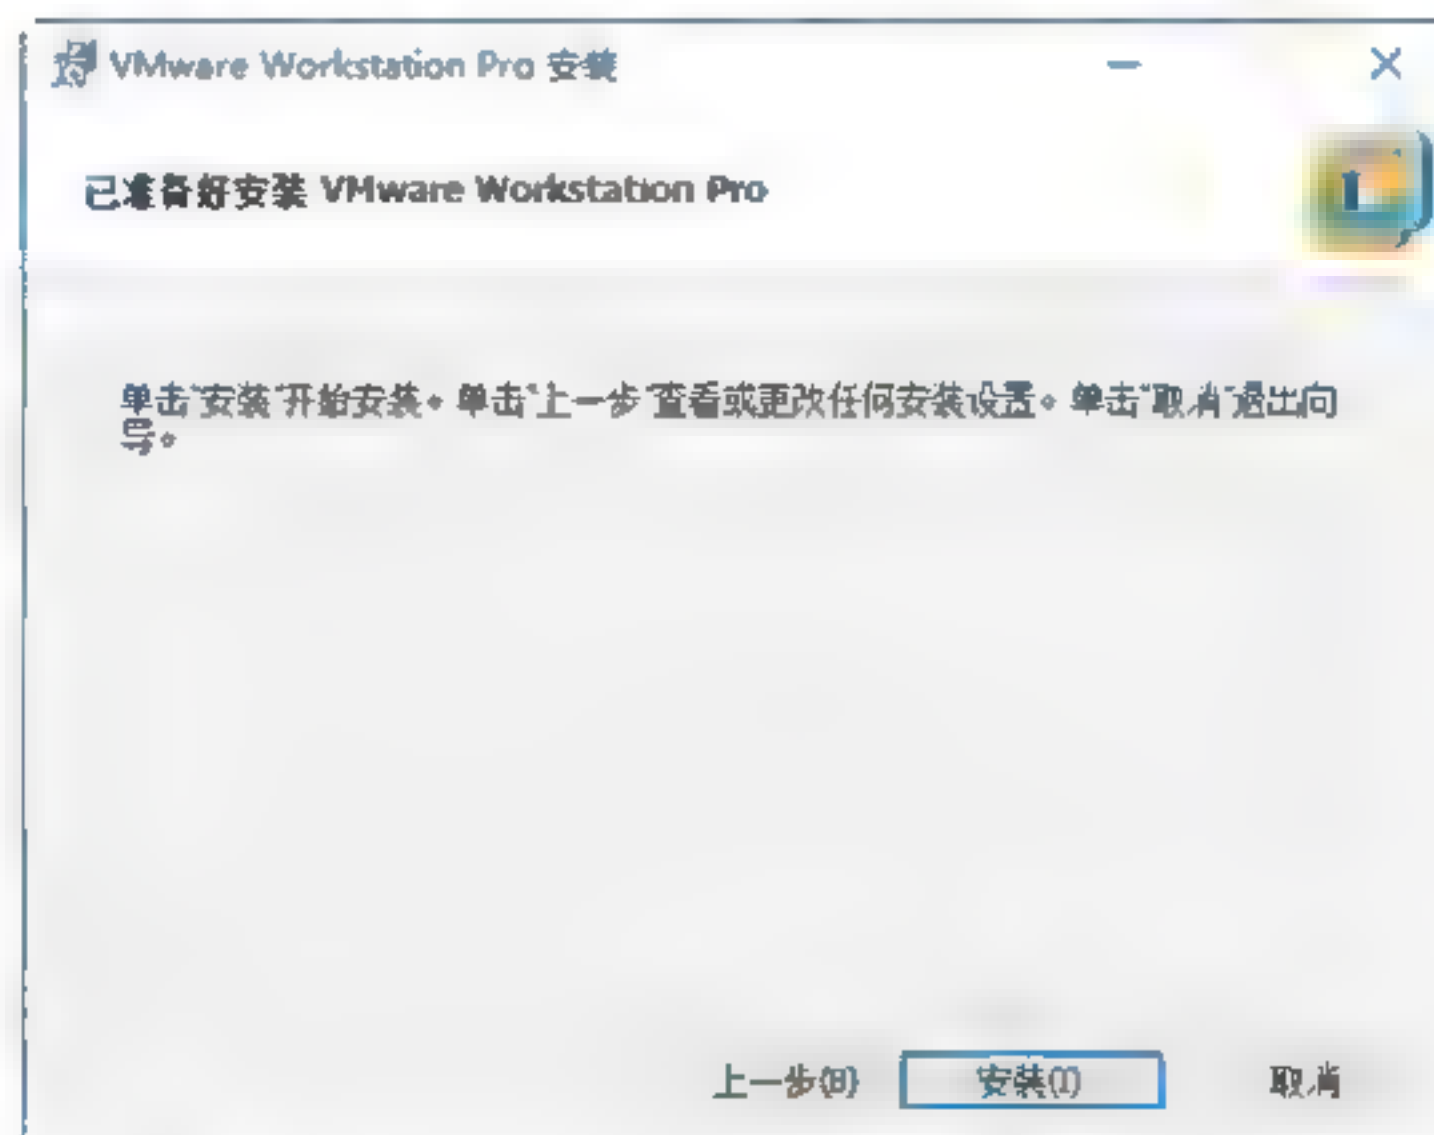 VMware Workstation Pro 安装
已准备好安装 VMware Workstation Pro
单击“安装”开始安装。单击“上一步”查看或更改任何安装设置。单击“取消”退出向
导。
上一步(B) 安装(I) 取消